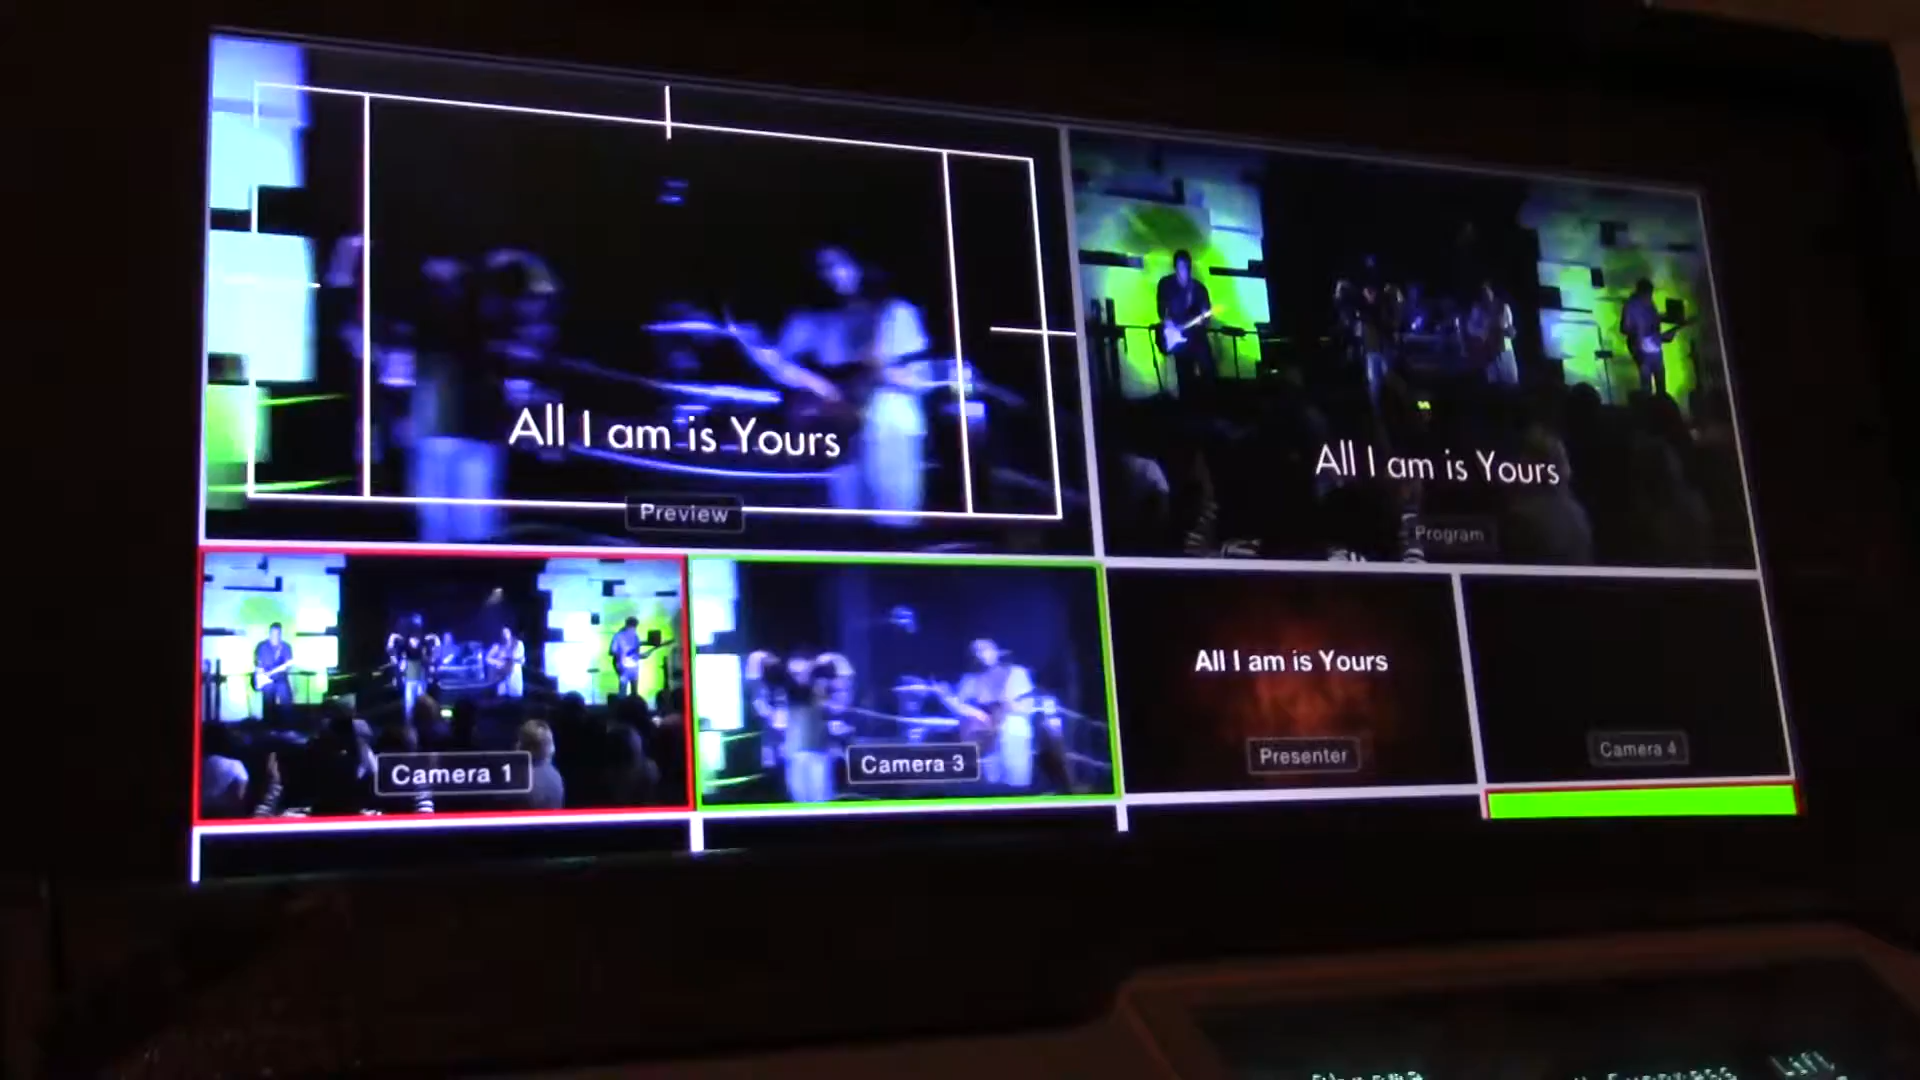 All I am is Yours
Preview
All I am is Yours
Program
Camera 1
Camera 3
All I am is Yours
Presenter
Camera 4